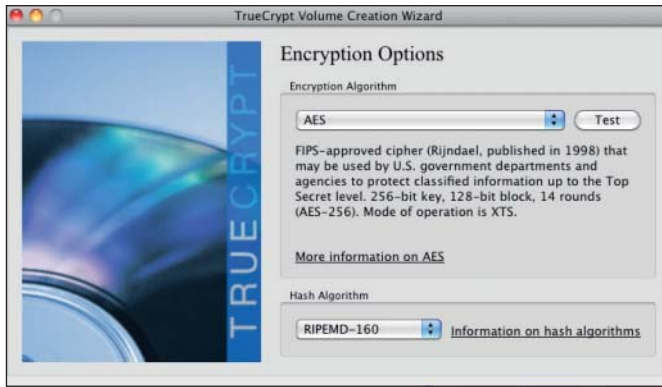 TrueCrypt Volume Creation Wizard
TRUECRYPT
Encryption Options
Encryption Algorithm
AES
Test
FIPS-approved cipher (Rijndael, published in 1998) that
may be used by U.S. government departments and
agencies to protect classified information up to the Top
Secret level. 256-bit key, 128-bit block, 14 rounds
(AES-256). Mode of operation is XTS.
More information on AES
Hash Algorithm
RIPEMD-160
Information on hash algorithms